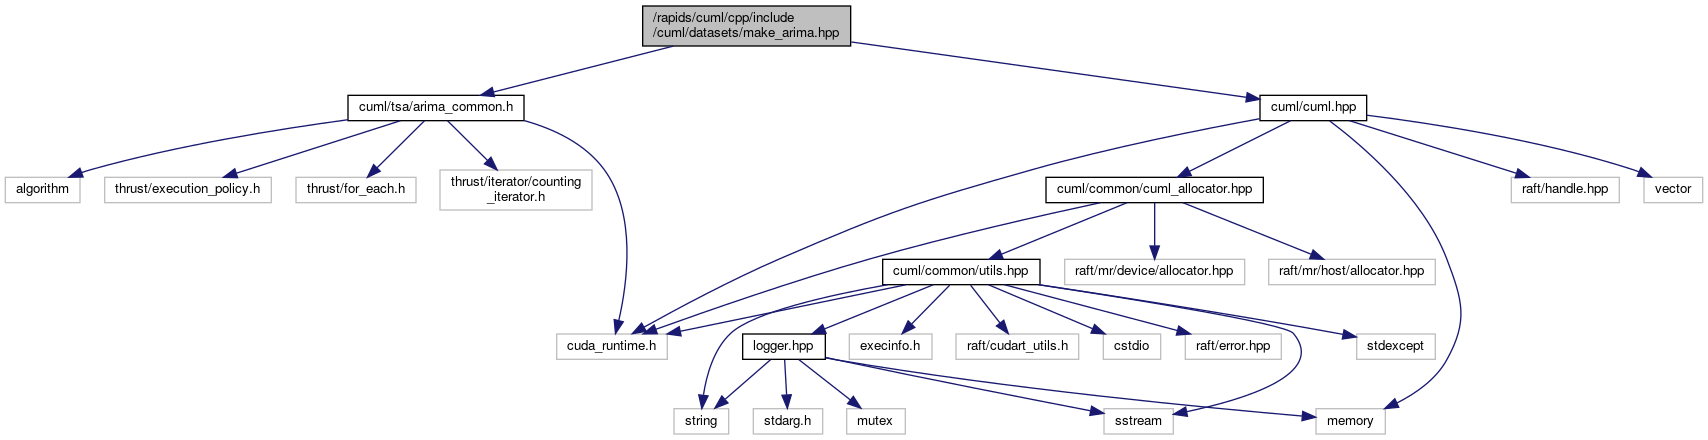 /rapids/cuml/cpp/include
/cuml/datasets/make_arima.hpp
cuml/tsa/arima_common.h
cuml/cuml.hpp
algorithm
thrust/execution_policy.h
thrust/for_each.h
thrust/iterator/counting
_iterator.h
cuml/common/cuml_allocator.hpp
raft/handle.hpp
vector
cuml/common/utils.hpp
raft/mr/device/allocator.hpp
raft/mr/host/allocator.hpp
cuda_runtime.h
logger.hpp
execinfo.h
raft/cudart_utils.h
cstdio
raft/error.hpp
stdexcept
string
stdarg.h
mutex
sstream
memory